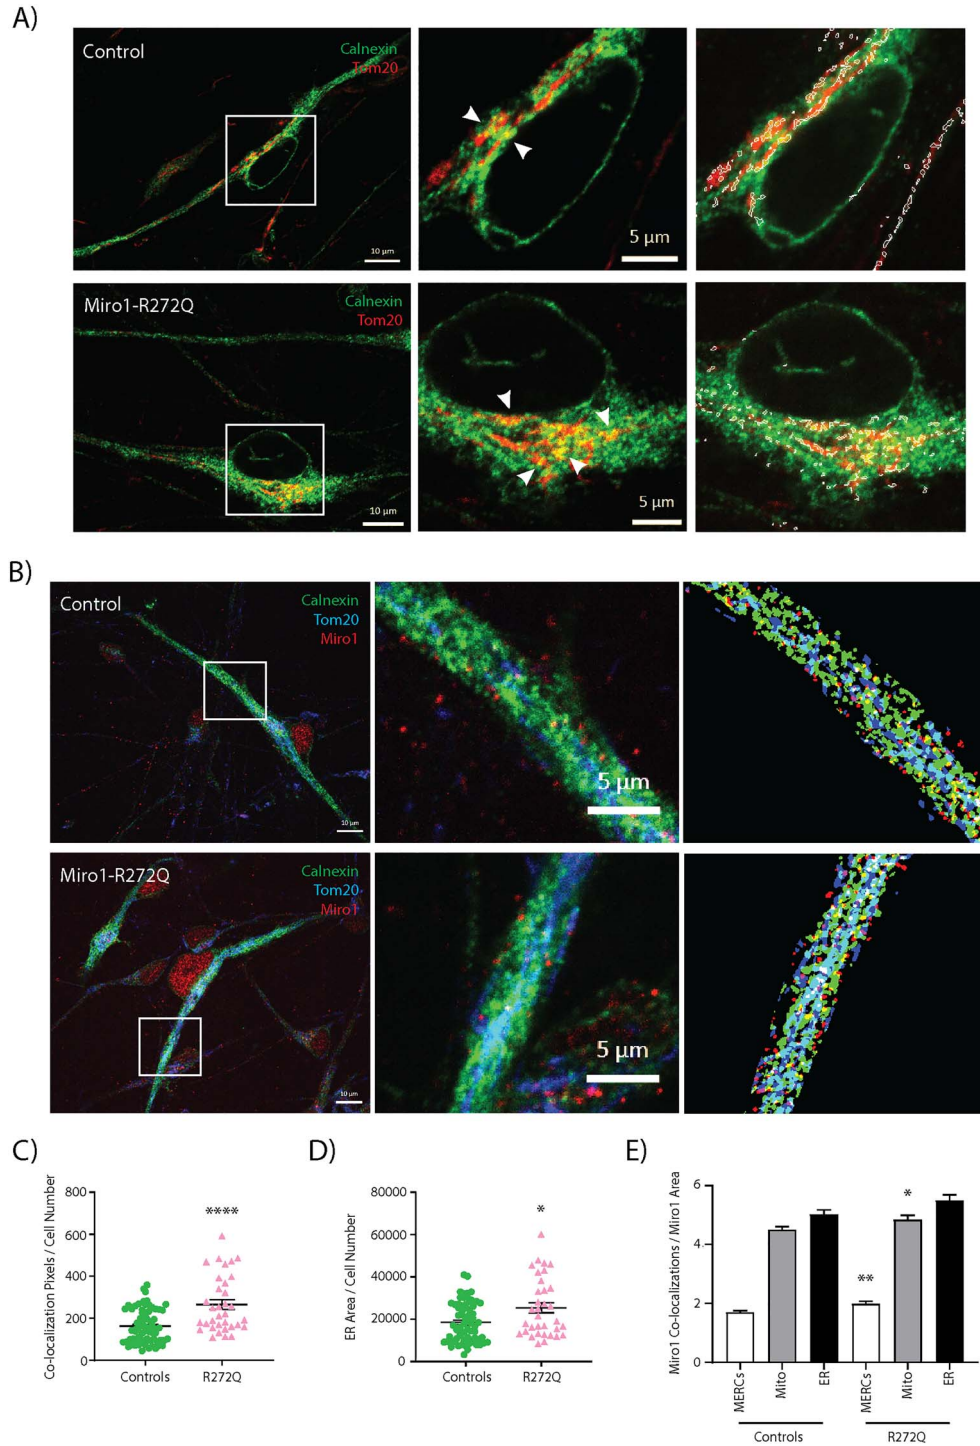 A)
Control
Calnexin
Tom20
10 µm
5 µm
Miro1-R272Q
Calnexin
Tom20
10 µm
5 µm
B)
Control
Calnexin
Tom20
Miro1
10 µm
5 µm
Miro1-R272Q
Calnexin
Tom20
Miro1
10 µm
5 µm
C)
Co-localization Pixels / Cell Number
800
600
400
200
0
****
Controls
R272Q
D)
ER Area / Cell Number
80000
60000
40000
20000
0
*
Controls
R272Q
E)
Miro1 Co-localizations / Miro1 Area
6
4
2
0
**
*
MERCs
Mito
ER
MERCs
Mito
ER
Controls
R272Q